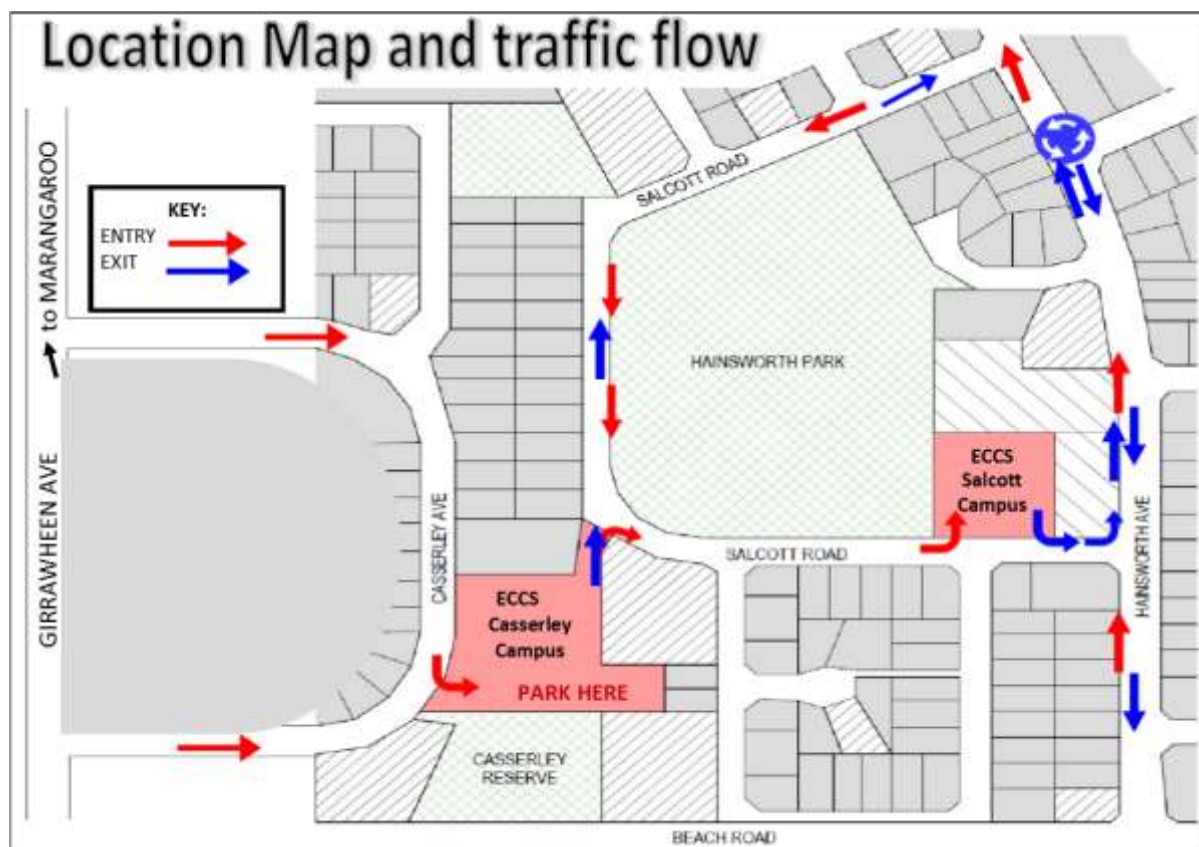 Location Map and traffic flow
KEY:
ENTRY
EXIT
to MARANGAROO
GIRRAWHEEN AVE
CASSERLEY AVE
SALCOTT ROAD
HAINSWORTH PARK
ECCS
Salcott
Campus
SALCOTT ROAD
HAINSWORTH AVE
ECCS
Casserley
Campus
PARK HERE
CASSERLEY
RESERVE
BEACH ROAD